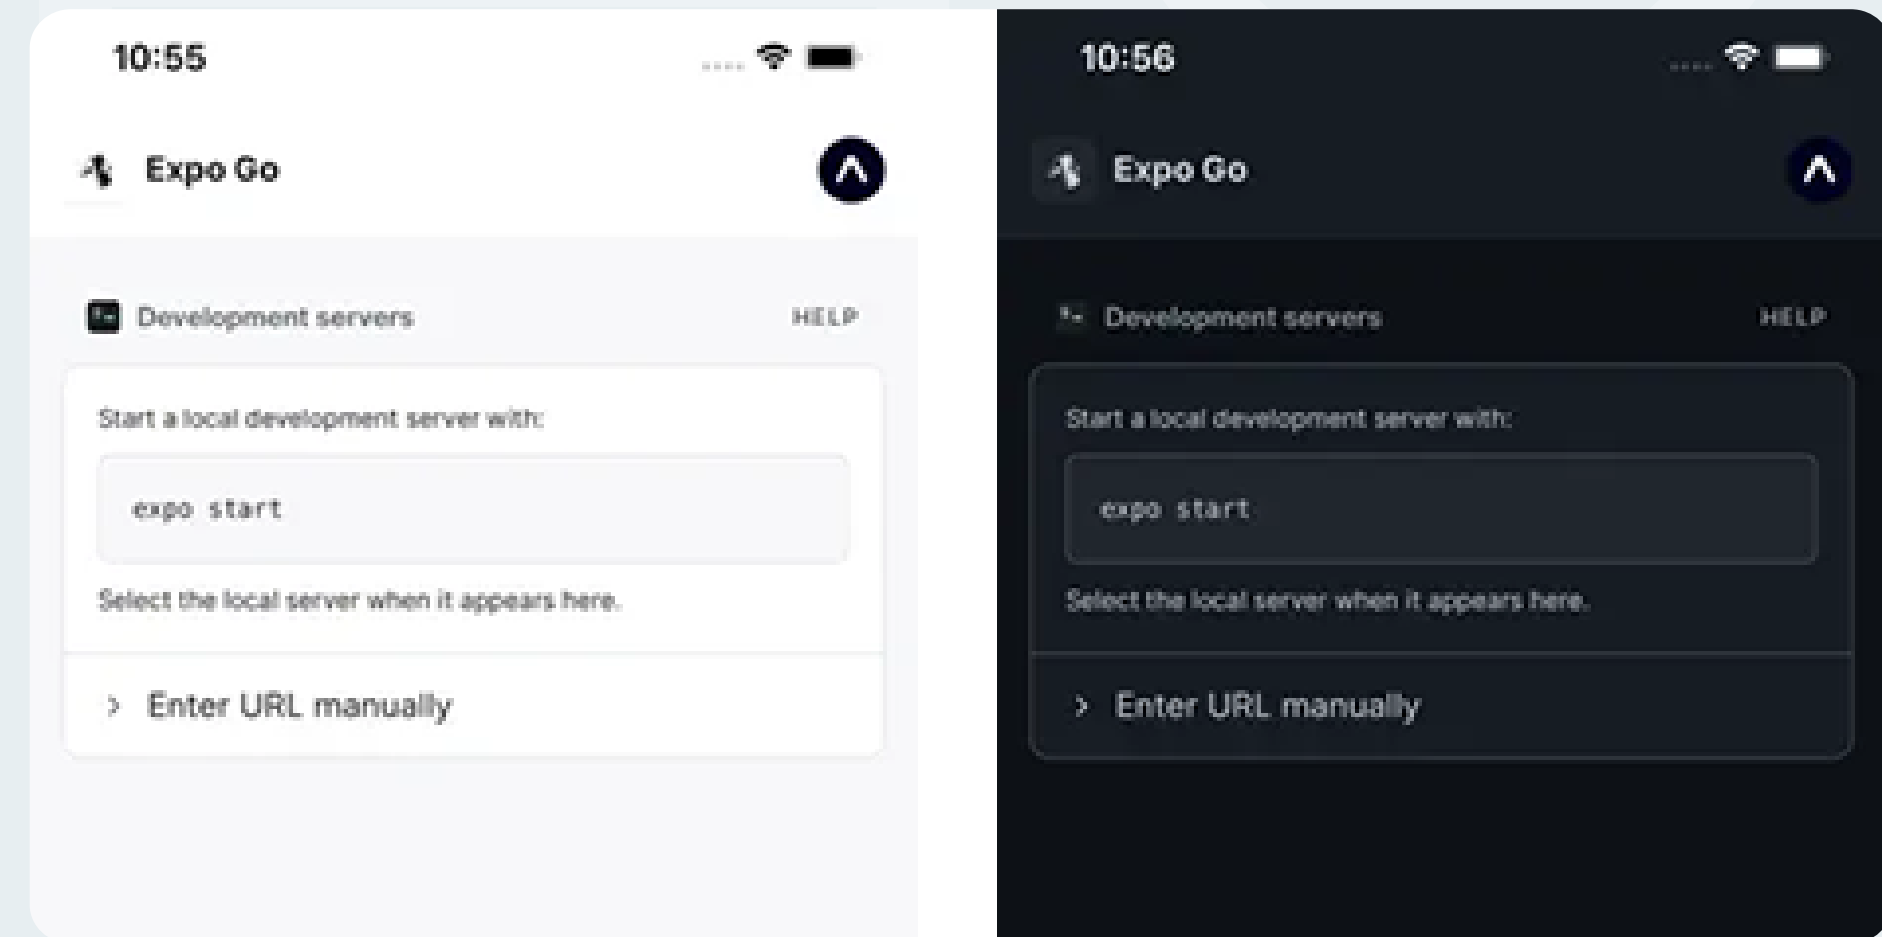 10:55
Expo Go
Development servers
HELP
Start a local development server with:
expo start
Select the local server when it appears here.
Enter URL manually
10:56
Expo Go
Development servers
HELP
Start a local development server with:
expo start
Select the local server when it appears here.
Enter URL manually